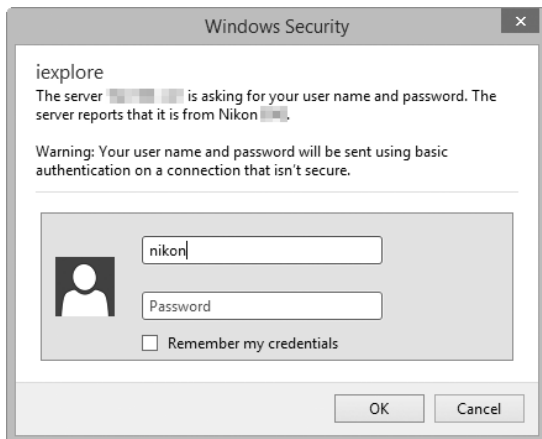 Windows Security
iexplore
The server is asking for your user name and password. The
server reports that it is from Nikon .
Warning: Your user name and password will be sent using basic
authentication on a connection that isn't secure.
nikon
Password
Remember my credentials
OK Cancel